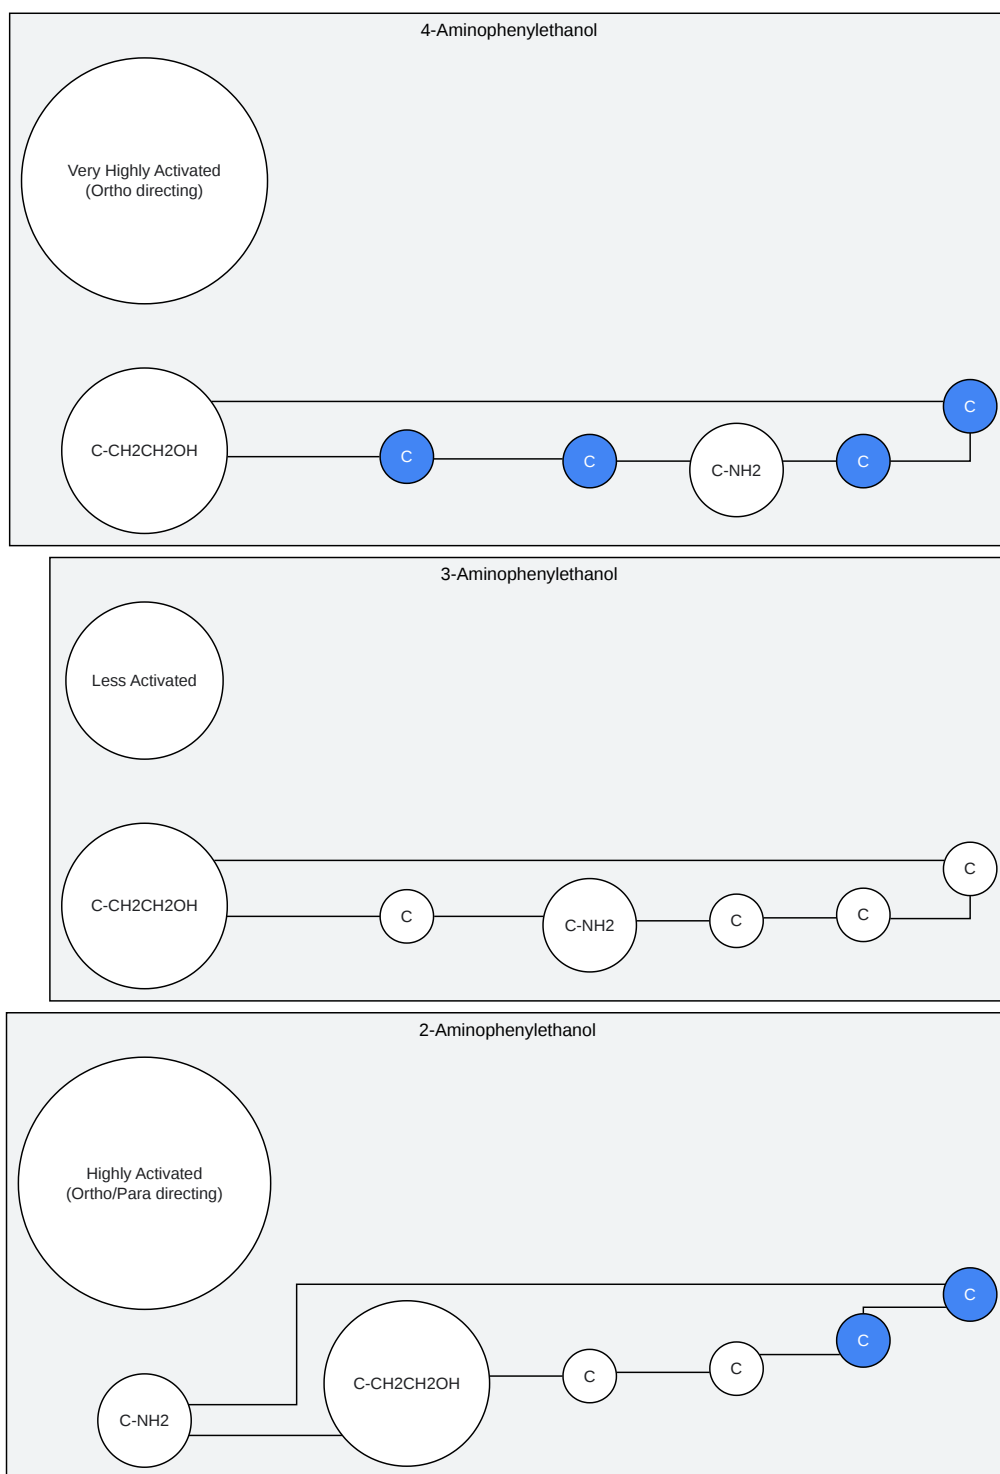 4-Aminophenylethanol
Very Highly Activated
(Ortho directing)
C
C-CH2CH2OH
C
C
C-NH2
C
3-Aminophenylethanol
Less Activated
C
C-CH2CH2OH
C
C-NH2
C
C
2-Aminophenylethanol
Highly Activated
(Ortho/Para directing)
C
C
C-CH2CH2OH
C
C
C-NH2